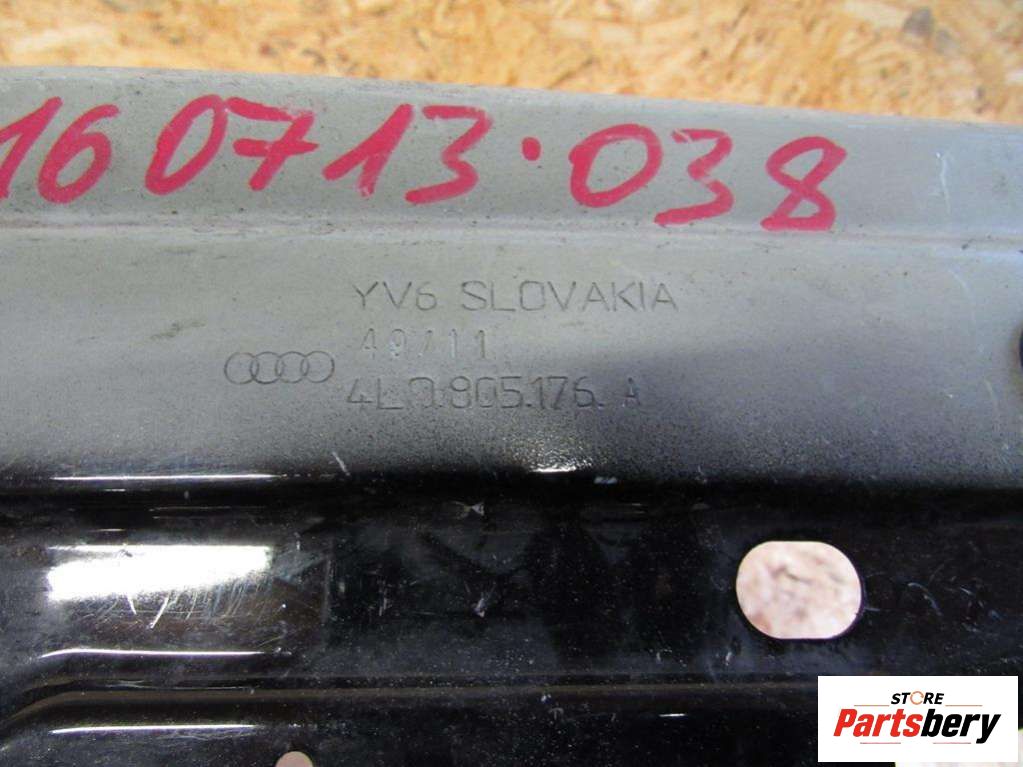 160713.038
YV6 SLOVAKIA
49/11
4L0.805.176. A
STORE
Partsbery